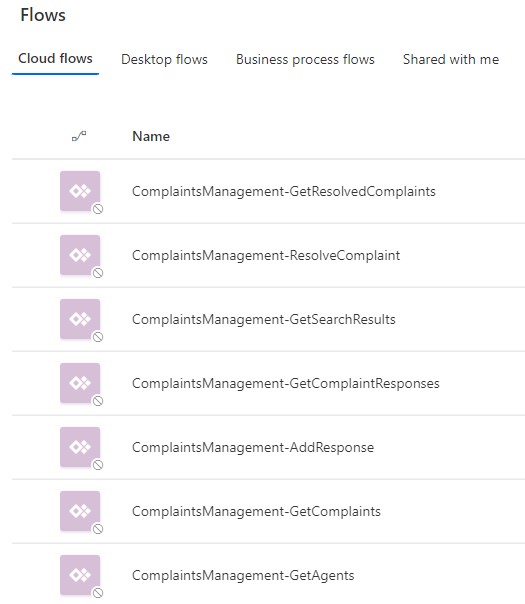 Flows
Cloud flows Desktop flows Business process flows Shared with me
Name
ComplaintsManagement-GetResolvedComplaints
ComplaintsManagement-ResolveComplaint
ComplaintsManagement-GetSearchResults
ComplaintsManagement-GetComplaintResponses
ComplaintsManagement-AddResponse
ComplaintsManagement-GetComplaints
ComplaintsManagement-GetAgents